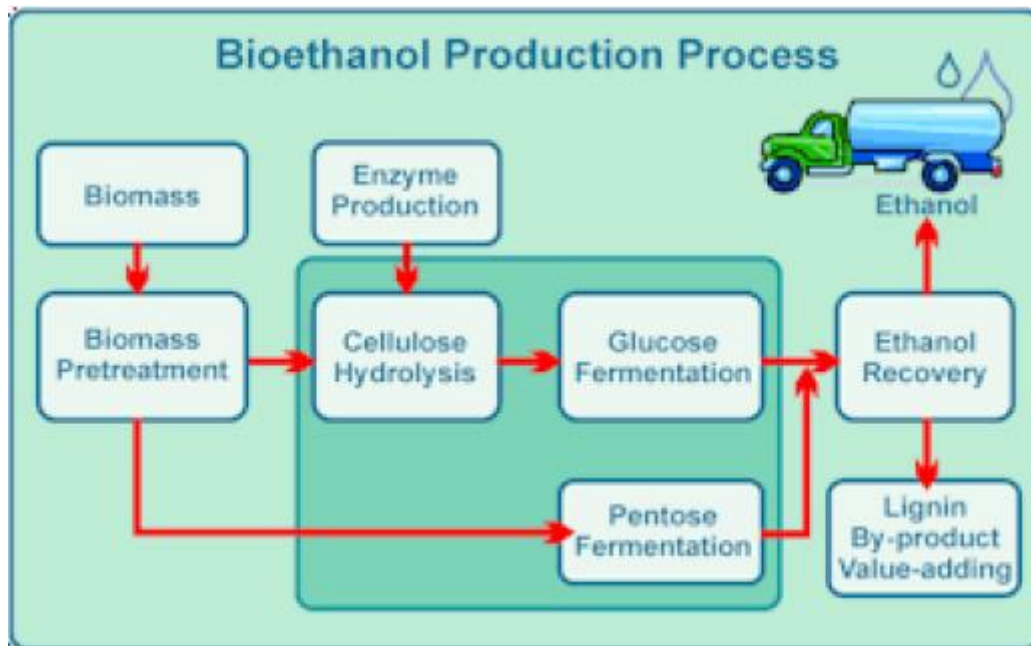 Bioethanol Production Process
Biomass
Enzyme
Production
Ethanol
Biomass
Pretreatment
Cellulose
Hydrolysis
Glucose
Fermentation
Ethanol
Recovery
Pentose
Fermentation
Lignin
By-product
Value-adding